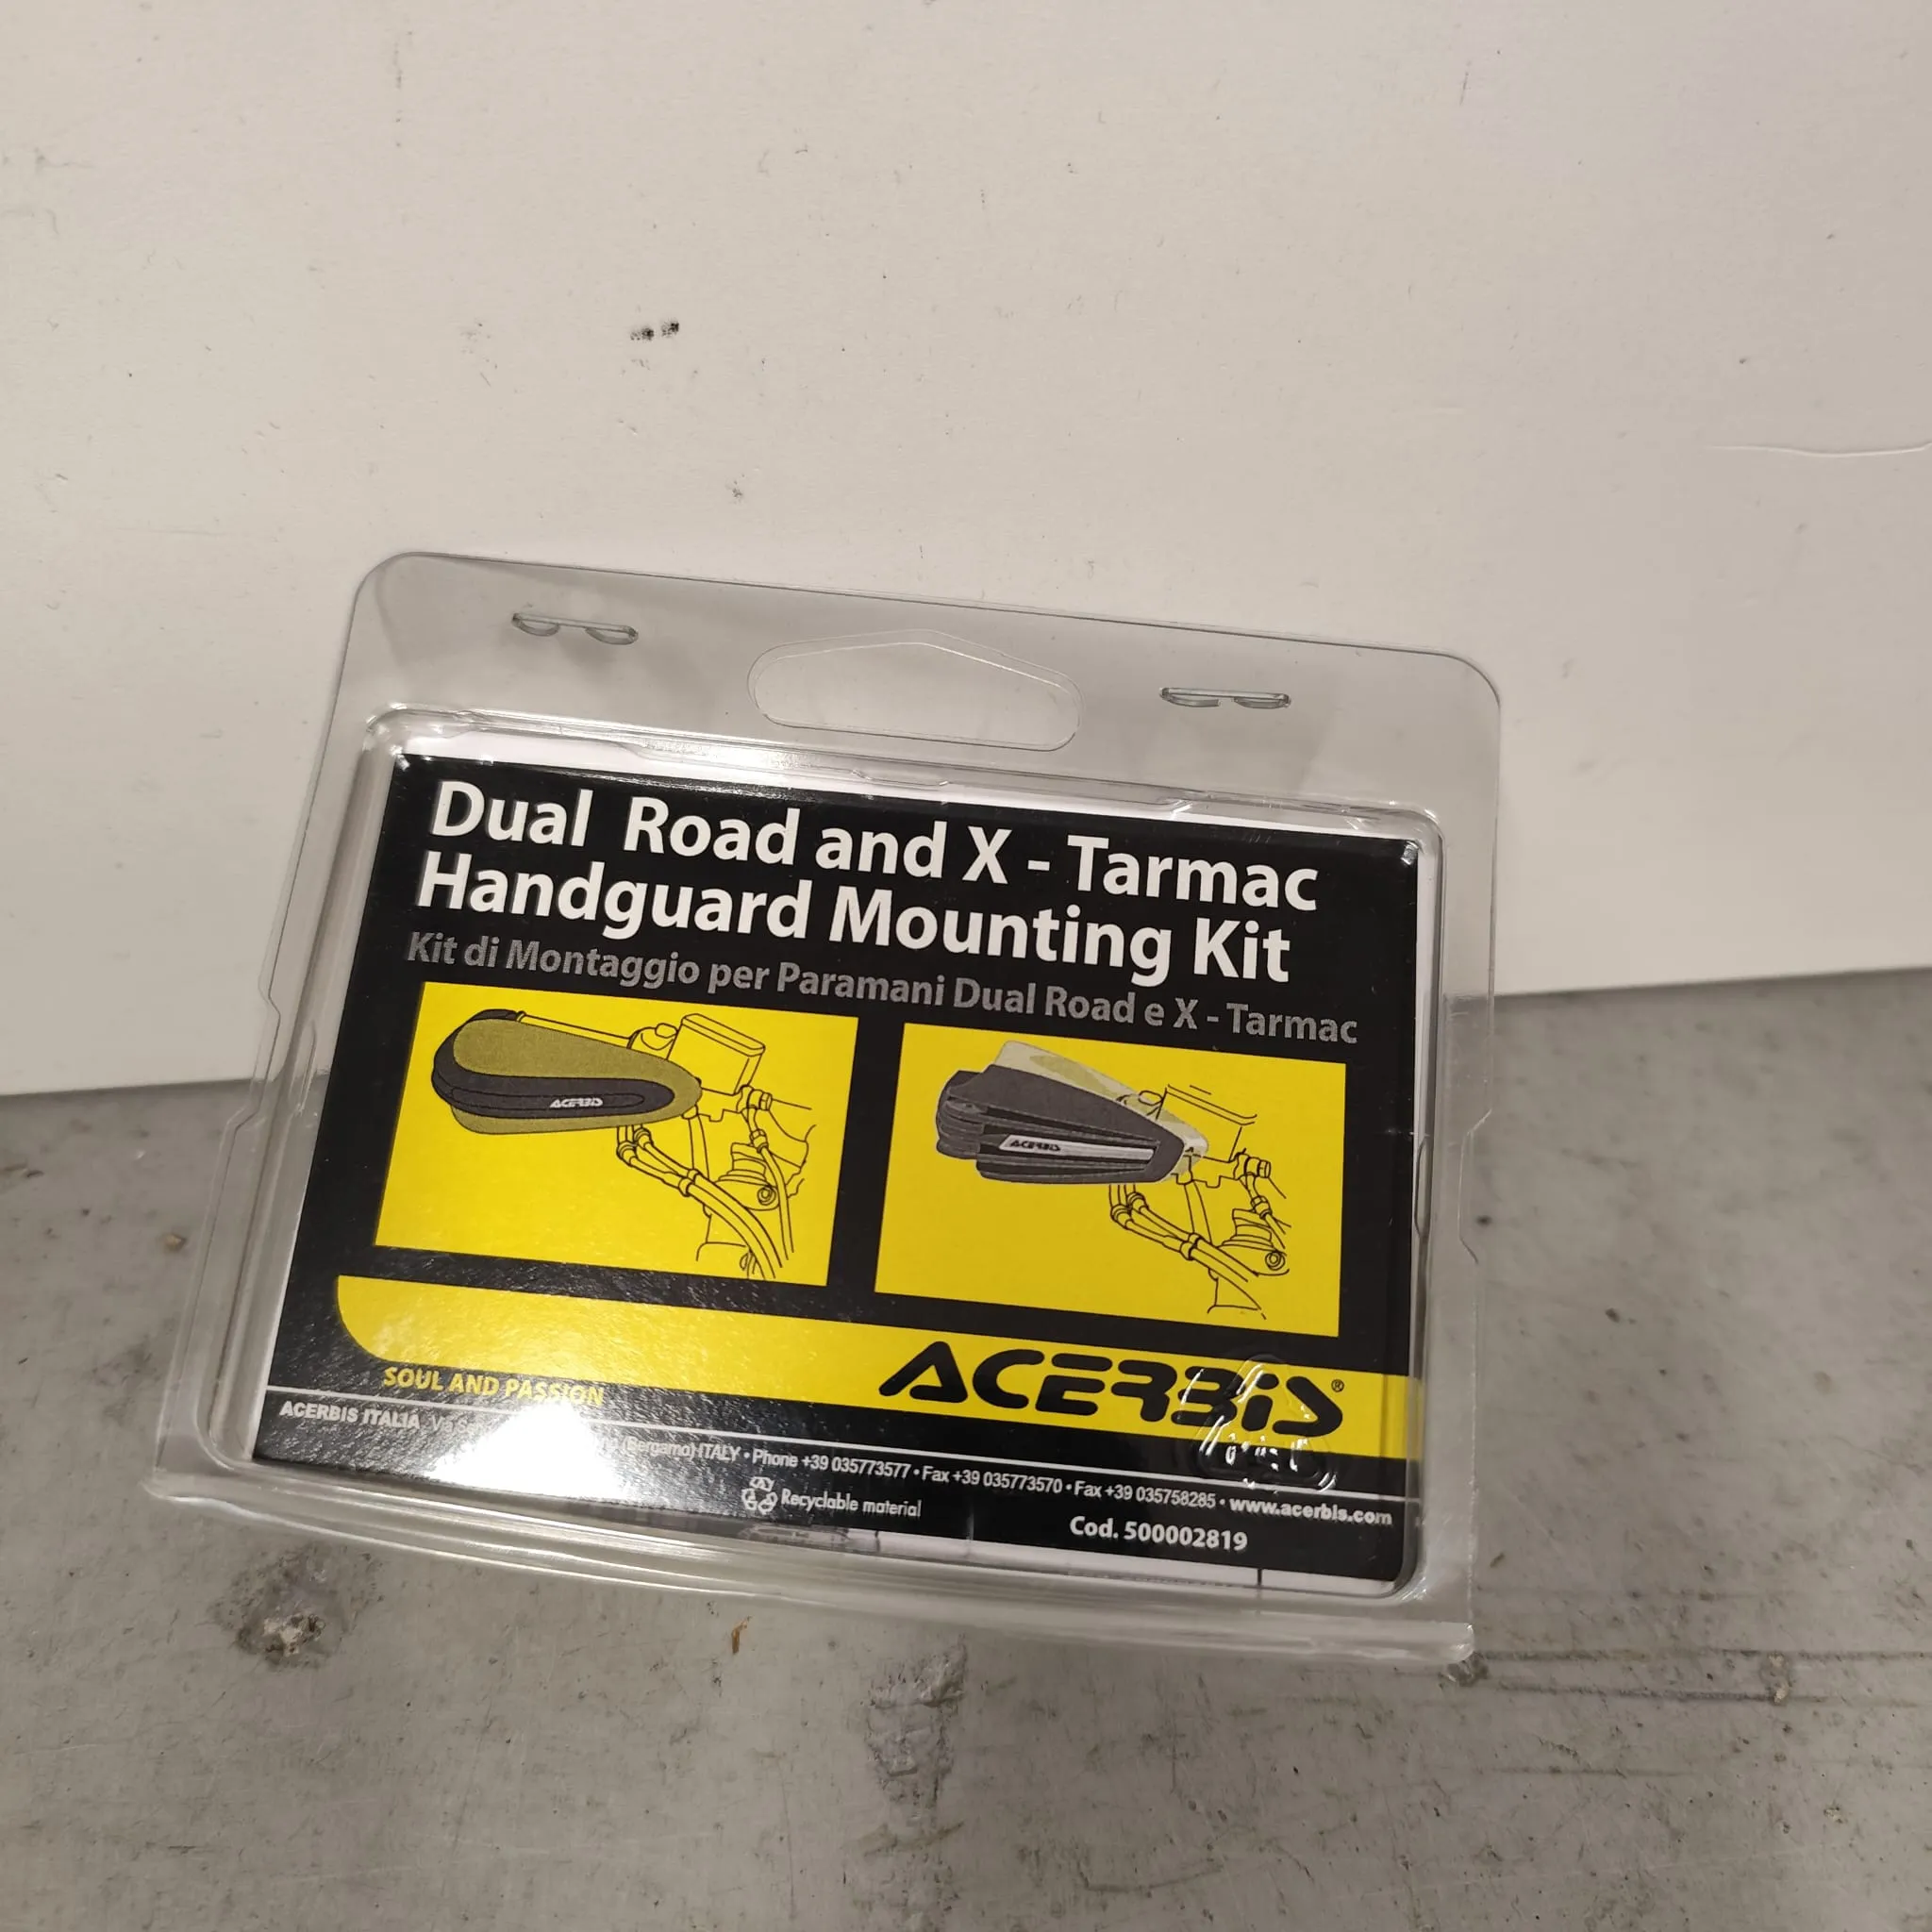 Dual Road and X - Tarmac
Handguard Mounting Kit
Kit di Montaggio per Paramani Dual Road e X - Tarmac
ACERBIS
ACERBIS
ACERBIS®
SOUL AND PASSION
ACERBIS ITALIA (Bergamo) ITALY • Phone +39 035773577 • Fax +39 035773570 • Fax +39 035758285 • www.acerbis.com
Recyclable material
Cod. 500002819